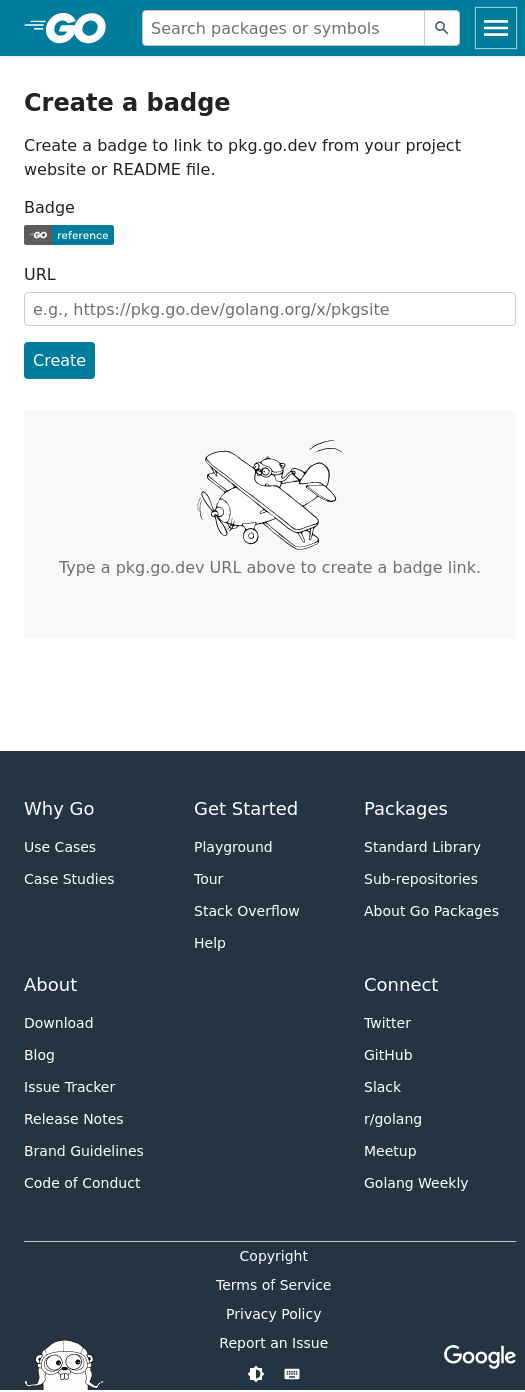 GO
Search packages or symbols
Create a badge
Create a badge to link to pkg.go.dev from your project
website or README file.
Badge
GO reference
URL
e.g., https://pkg.go.dev/golang.org/x/pkgsite
Create
Type a pkg.go.dev URL above to create a badge link.
Why Go
Use Cases
Case Studies
Get Started
Playground
Tour
Stack Overflow
Help
Packages
Standard Library
Sub-repositories
About Go Packages
About
Download
Blog
Issue Tracker
Release Notes
Brand Guidelines
Code of Conduct
Connect
Twitter
GitHub
Slack
r/golang
Meetup
Golang Weekly
Copyright
Terms of Service
Privacy Policy
Report an Issue
Google